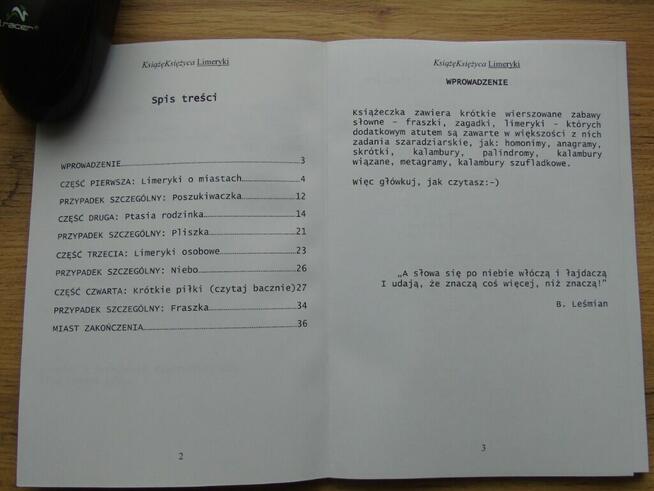 Tracer
KsiążęKsiężyca Limeryki
Spis treści
WPROWADZENIE 3
CZĘŚĆ PIERWSZA: Limeryki o miastach 4
PRZYPADEK SZCZEGÓLNY: Poszukiwaczka 12
CZĘŚĆ DRUGA: Ptasia rodzinka 14
PRZYPADEK SZCZEGÓLNY: Pliszka 21
CZĘŚĆ TRZECIA: Limeryki osobowe 23
PRZYPADEK SZCZEGÓLNY: Niebo 26
CZĘŚĆ CZWARTA: Krótkie piłki (czytaj bacznie)27
PRZYPADEK SZCZEGÓLNY: Fraszka 34
MIAST ZAKOŃCZENIA 36
2
KsiążęKsiężyca Limeryki
WPROWADZENIE
Książeczka zawiera krótkie wierszowane zabawy
słowne - fraszki, zagadki, limeryki - których
dodatkowym atutem są zawarte w większości z nich
zadania szaradziarskie, jak: homonimy, anagramy,
skrótki, kalambury, palindromy, kalambury
wiązane, metagramy, kalambury szufladkowe.
Więc główkuj, jak czytasz:-)
„A słowa się po niebie włóczą i łajdaczą
I udają, że znaczą coś więcej, niż znaczą!"
B. Leśmian
3